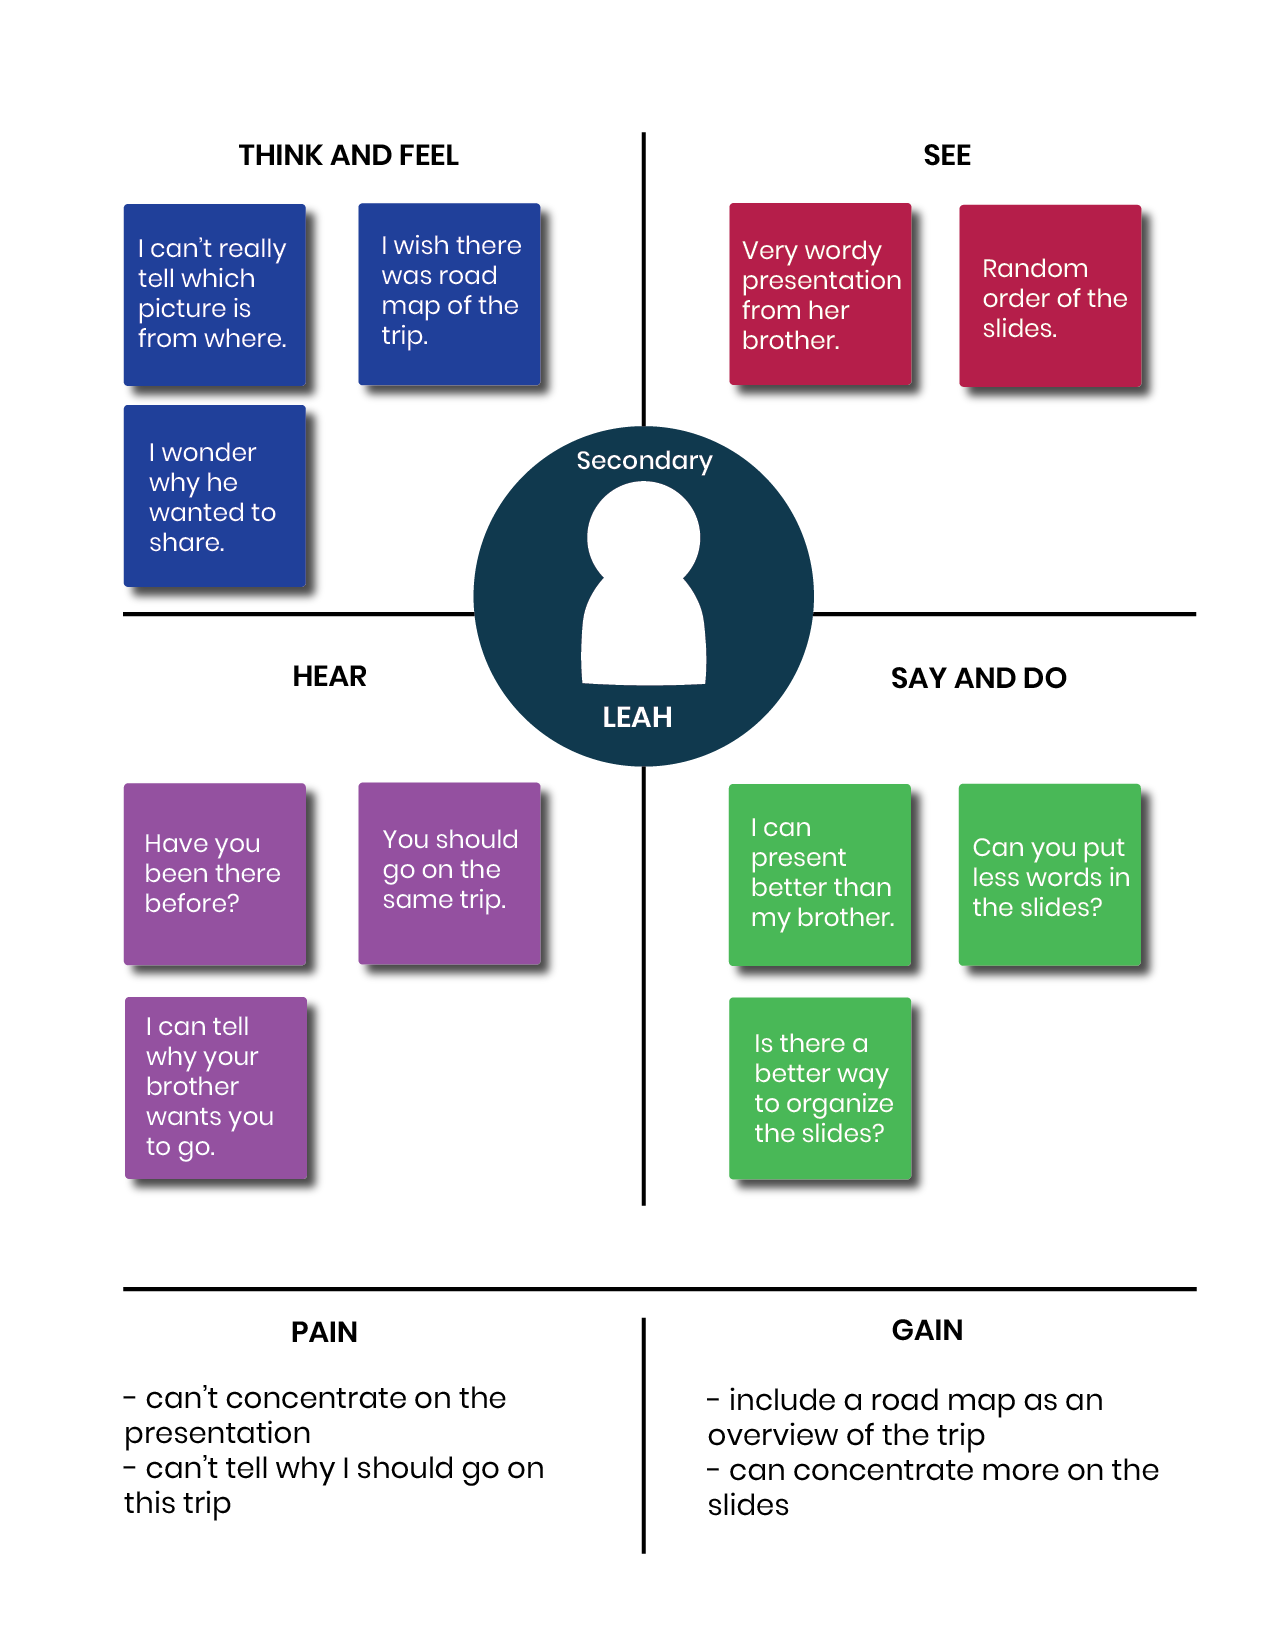 THINK AND FEEL
I can't really
tell which
picture is
from where.
I wish there
was road
map of the
trip.
I wonder
why he
wanted to
share.
SEE
Very wordy
presentation
from her
brother.
Random
order of the
slides.
Secondary
LEAH
HEAR
Have you
been there
before?
You should
go on the
same trip.
I can tell
why your
brother
wants you
to go.
SAY AND DO
I can
present
better than
my brother.
Can you put
less words in
the slides?
Is there a
better way
to organize
the slides?
PAIN
- can't concentrate on the
presentation
- can't tell why I should go on
this trip
GAIN
- include a road map as an
overview of the trip
- can concentrate more on the
slides